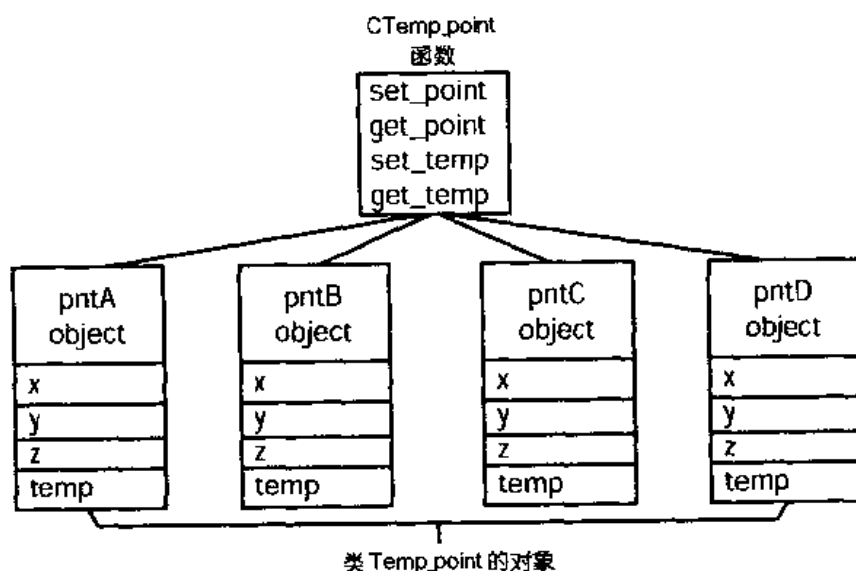 CTemp_point
函数
set_point
get_point
set_temp
get_temp
pntA
object
x
y
z
temp
pntB
object
x
y
z
temp
pntC
object
x
y
z
temp
pntD
object
x
y
z
temp
类 Temp_point 的对象